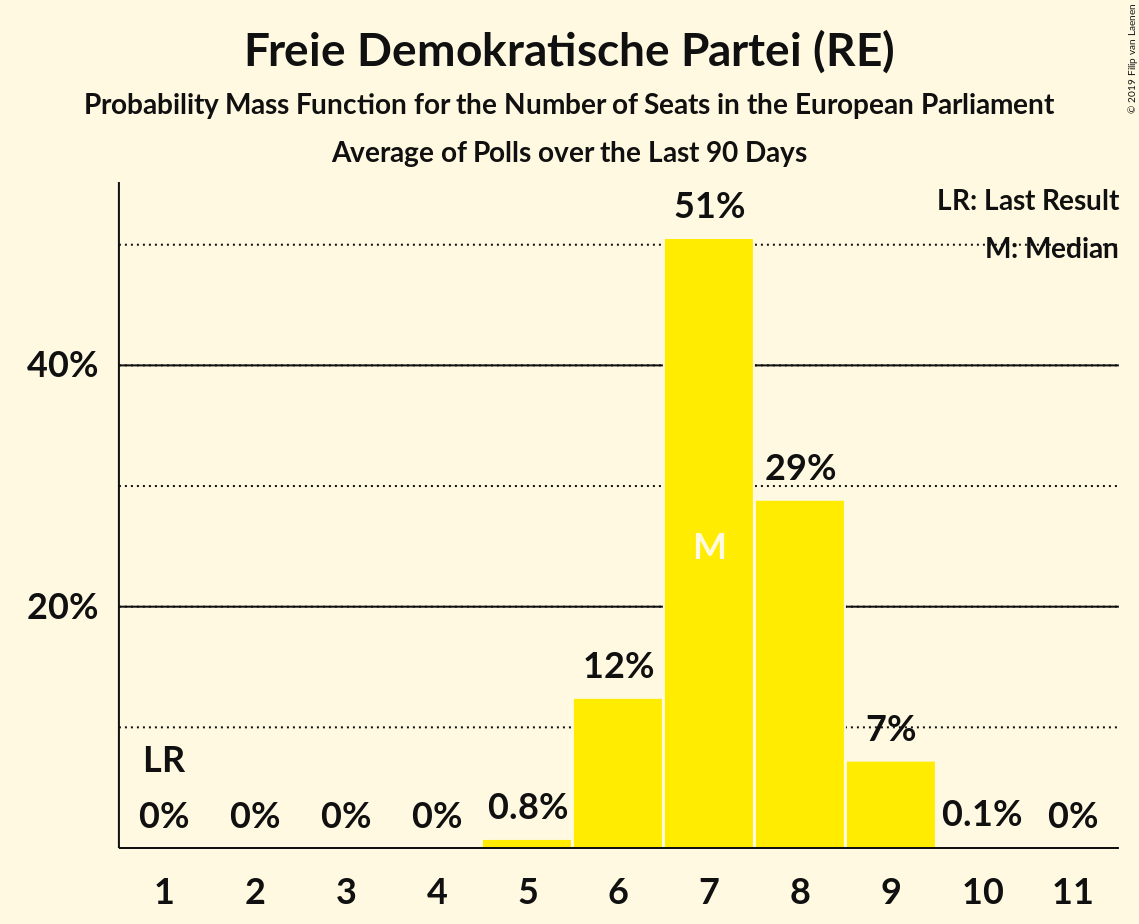 Freie Demokratische Partei (RE)
Probability Mass Function for the Number of Seats in the European Parliament
Average of Polls over the Last 90 Days
© 2019 Filip van Laenen
LR: Last Result
M: Median
51%
40%
29%
M
20%
12%
7%
LR
0% 0% 0% 0% 0.8% 0.1% 0%
1 2 3 4 5 6 7 8 9 10 11